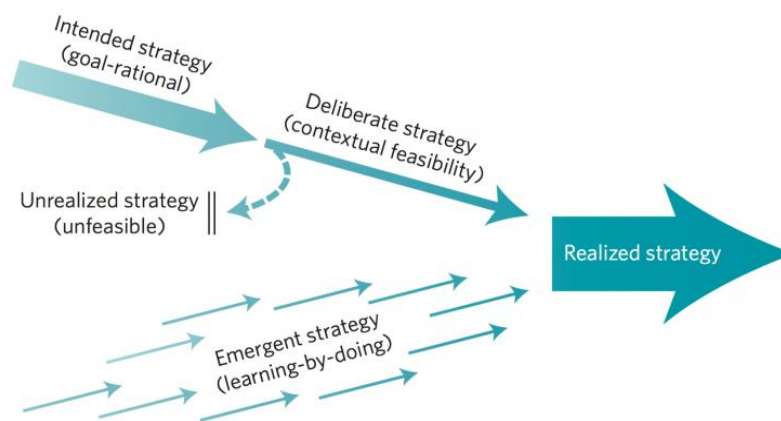 Intended strategy
(goal-rational)
Deliberate strategy
(contextual feasibility)
Unrealized strategy
(unfeasible)
Realized strategy
Emergent strategy
(learning-by-doing)